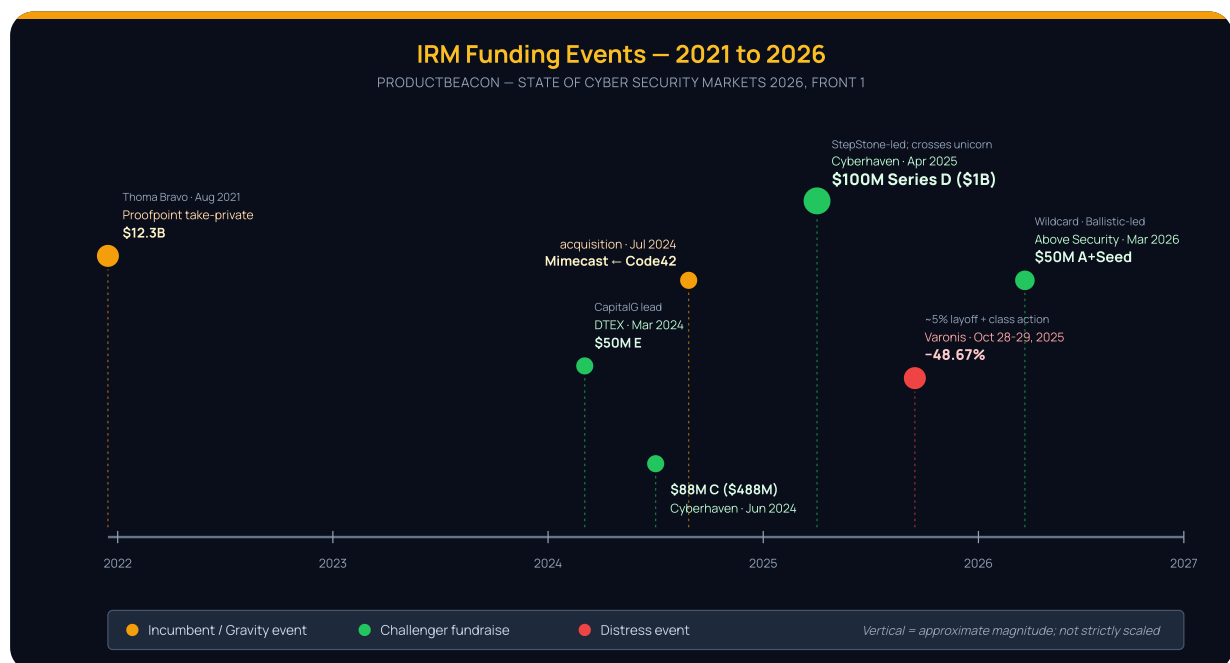 IRM Funding Events — 2021 to 2026
PRODUCTBEACON — STATE OF CYBER SECURITY MARKETS 2026, FRONT 1
Thoma Bravo · Aug 2021
Proofpoint take-private
$12.3B
acquisition · Jul 2024
Mimecast ← Code42
CapitalG lead
DTEX · Mar 2024
$50M E
$88M C ($488M)
Cyberhaven · Jun 2024
StepStone-led; crosses unicorn
Cyberhaven · Apr 2025
$100M Series D ($1B)
~5% layoff + class action
Varonis · Oct 28-29, 2025
−48.67%
Wildcard · Ballistic-led
Above Security · Mar 2026
$50M A+Seed
2022
2023
2024
2025
2026
2027
Incumbent / Gravity event
Challenger fundraise
Distress event
Vertical = approximate magnitude; not strictly scaled